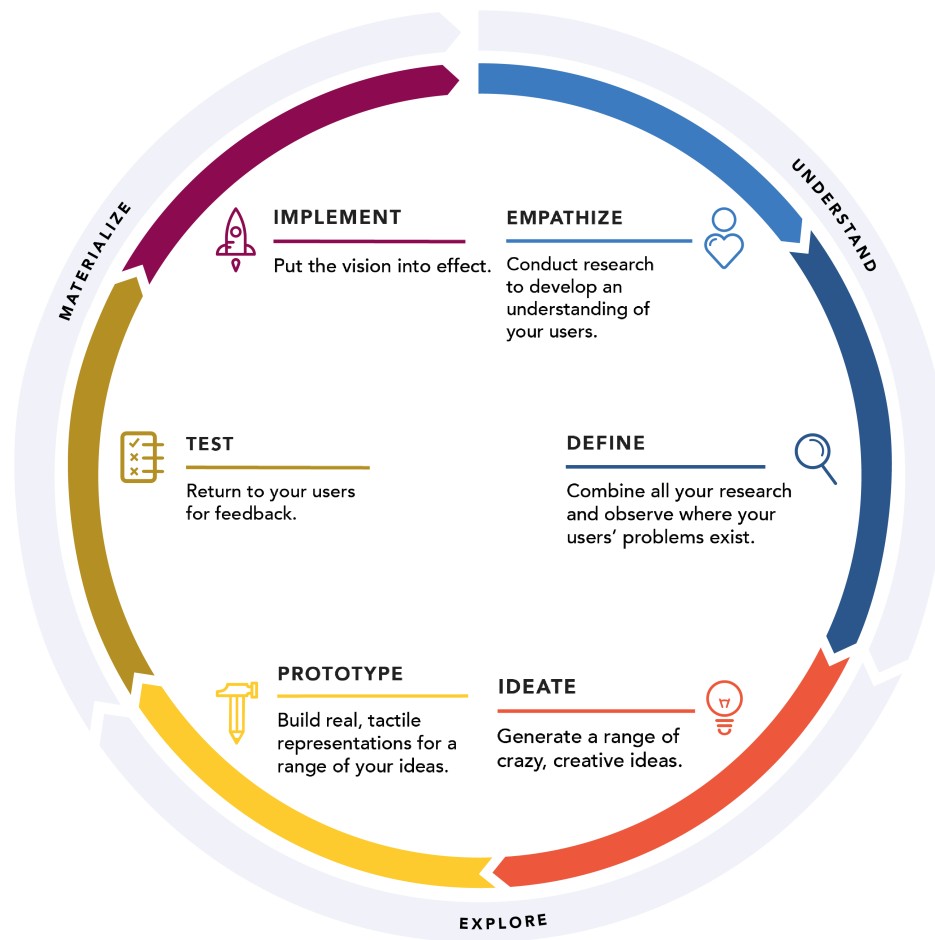 UNDERSTAND
EMPATHIZE
Conduct research
to develop an
understanding of
your users.
DEFINE
Combine all your research
and observe where your
users’ problems exist.
EXPLORE
IDEATE
Generate a range of
crazy, creative ideas.
PROTOTYPE
Build real, tactile
representations for a
range of your ideas.
MATERIALIZE
TEST
Return to your users
for feedback.
IMPLEMENT
Put the vision into effect.